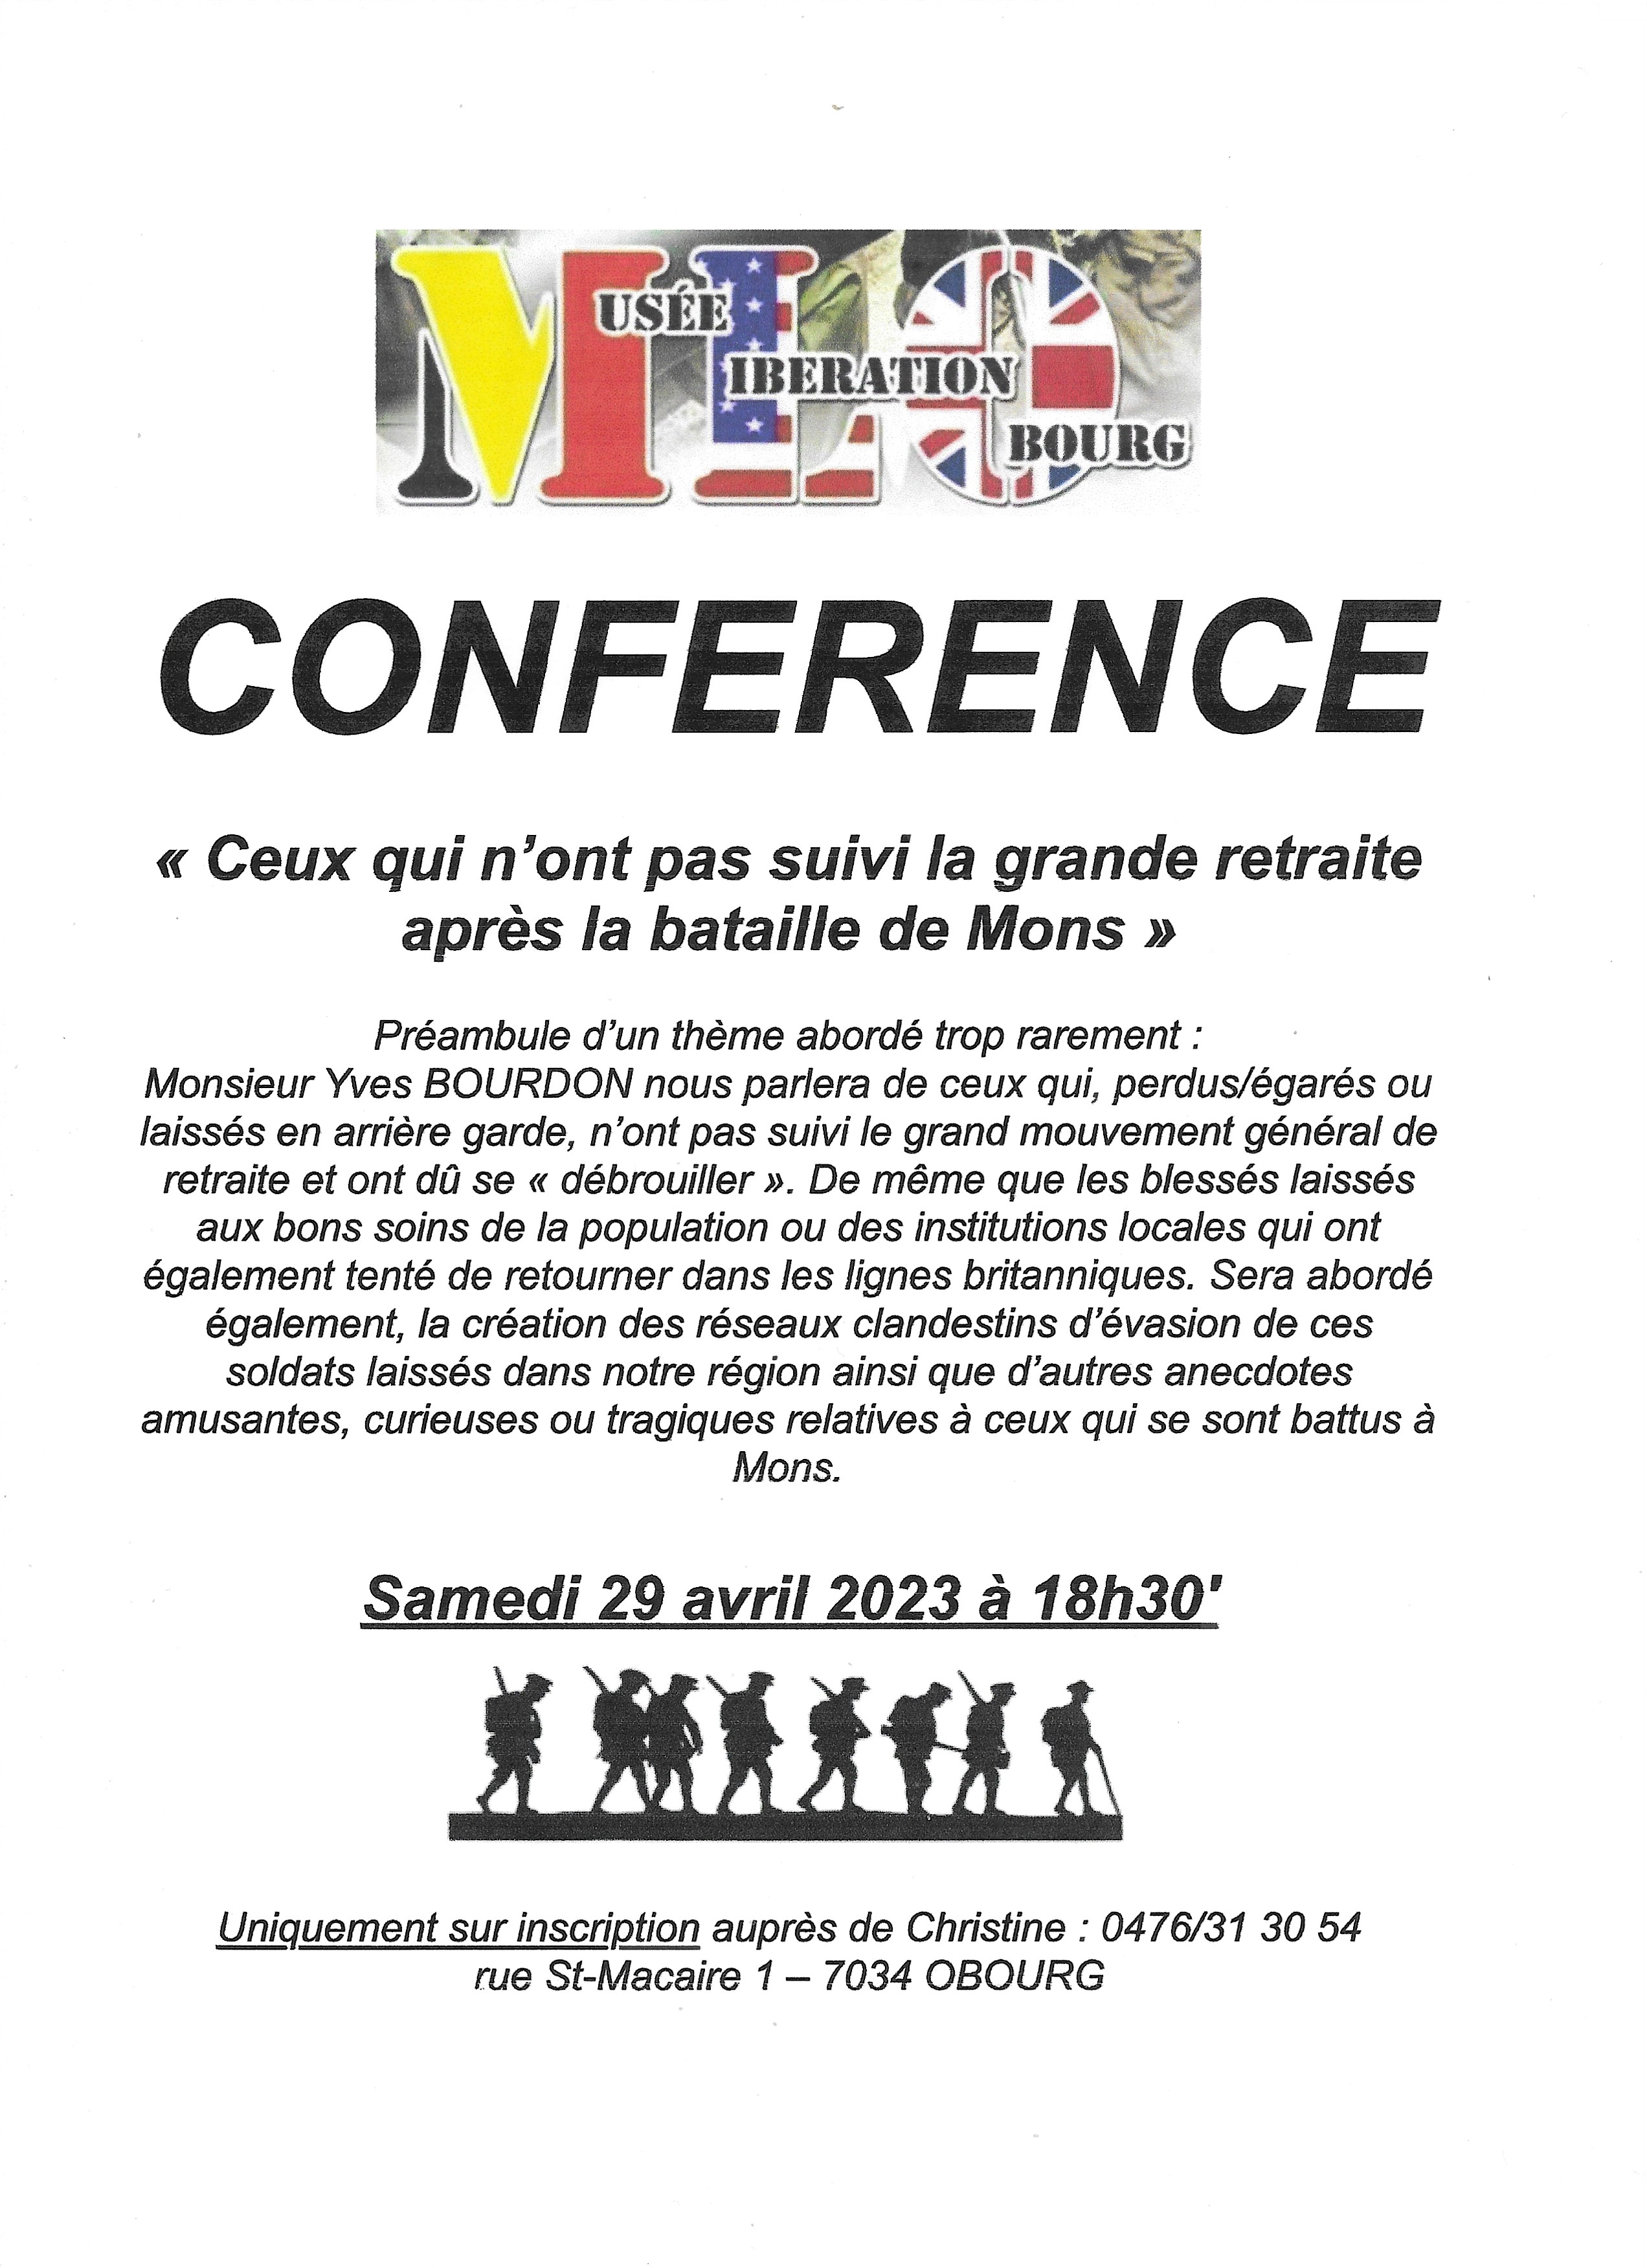 MUSÉE
LIBERATION
OBOURG
CONFERENCE
« Ceux qui n’ont pas suivi la grande retraite
après la bataille de Mons »
Préambule d’un thème abordé trop rarement :
Monsieur Yves BOURDON nous parlera de ceux qui, perdus/égarés ou
laissés en arrière garde, n’ont pas suivi le grand mouvement général de
retraite et ont dû se « débrouiller ». De même que les blessés laissés
aux bons soins de la population ou des institutions locales qui ont
également tenté de retourner dans les lignes britanniques. Sera abordé
également, la création des réseaux clandestins d’évasion de ces
soldats laissés dans notre région ainsi que d’autres anecdotes
amusantes, curieuses ou tragiques relatives à ceux qui se sont battus à
Mons.
Samedi 29 avril 2023 à 18h30'
Uniquement sur inscription auprès de Christine : 0476/31 30 54
rue St-Macaire 1 – 7034 OBOURG